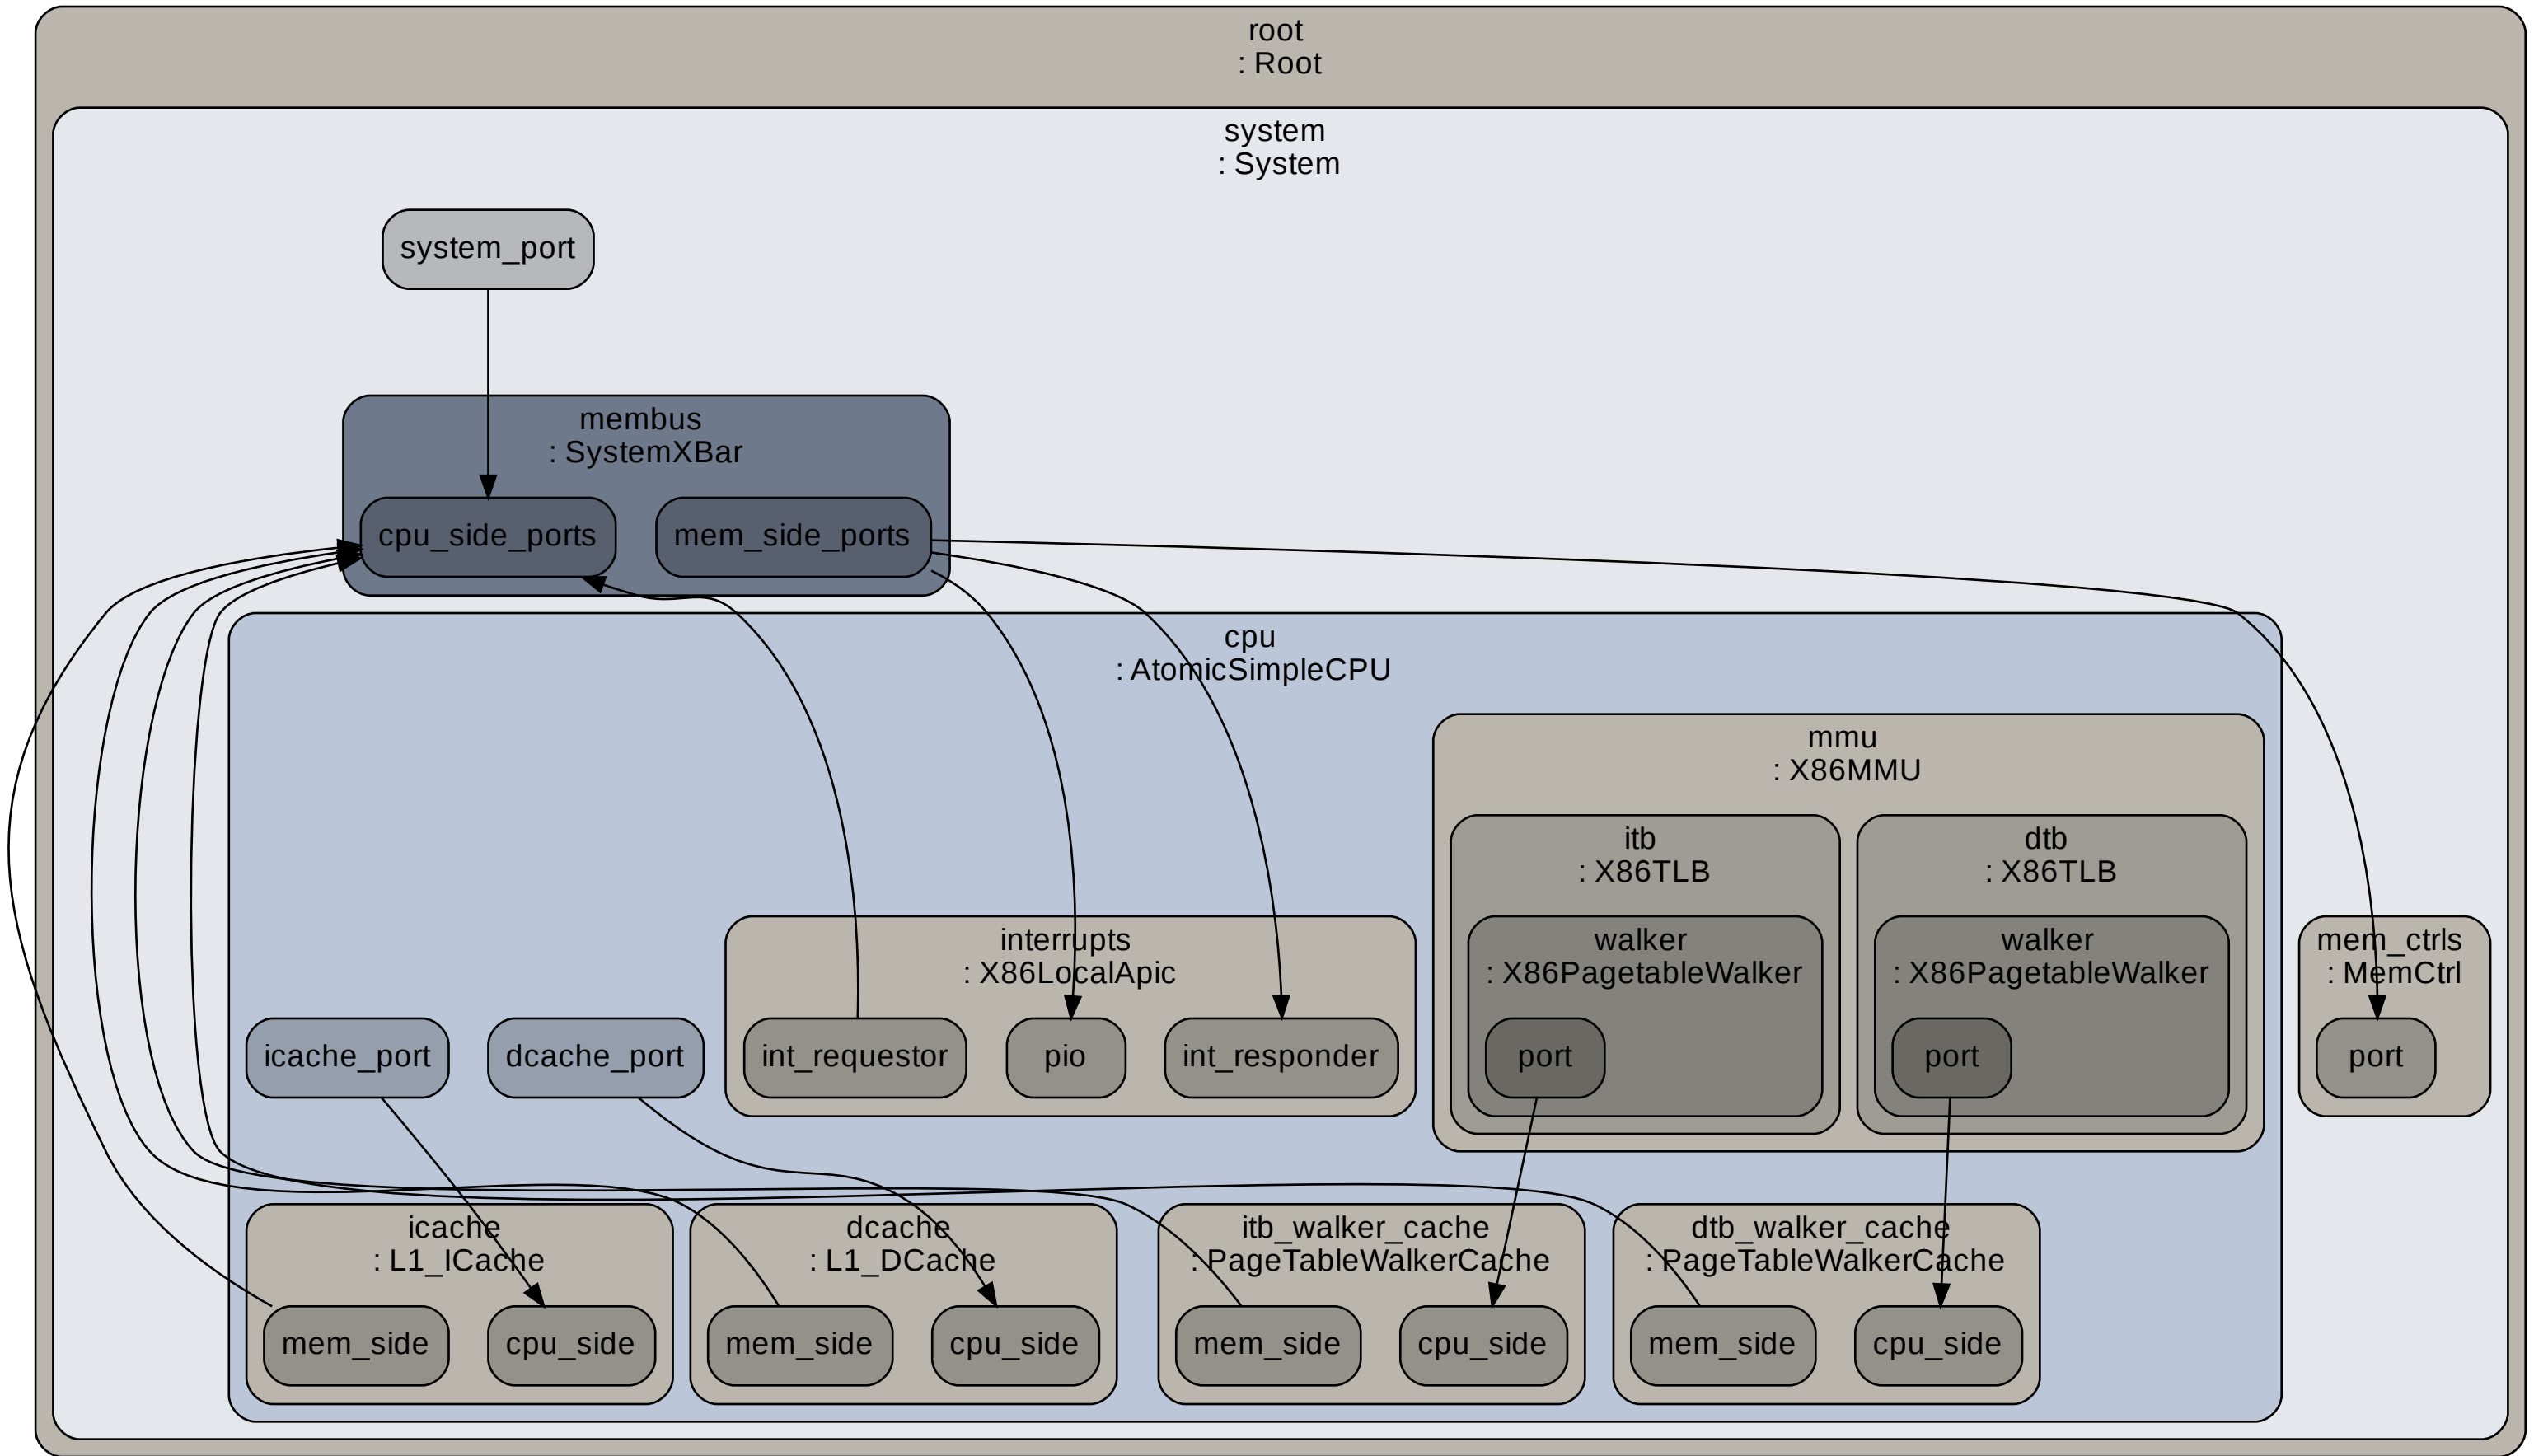 root
: Root
system
: System
system_port
membus
: SystemXBar
cpu_side_ports
mem_side_ports
cpu
: AtomicSimpleCPU
mmu
: X86MMU
itb
: X86TLB
dtb
: X86TLB
interrupts
: X86LocalApic
walker
: X86PagetableWalker
walker
: X86PagetableWalker
mem_ctrls
: MemCtrl
icache_port
dcache_port
int_requestor
pio
int_responder
port
port
port
icache
: L1_ICache
dcache
: L1_DCache
itb_walker_cache
: PageTableWalkerCache
dtb_walker_cache
: PageTableWalkerCache
mem_side
cpu_side
mem_side
cpu_side
mem_side
cpu_side
mem_side
cpu_side